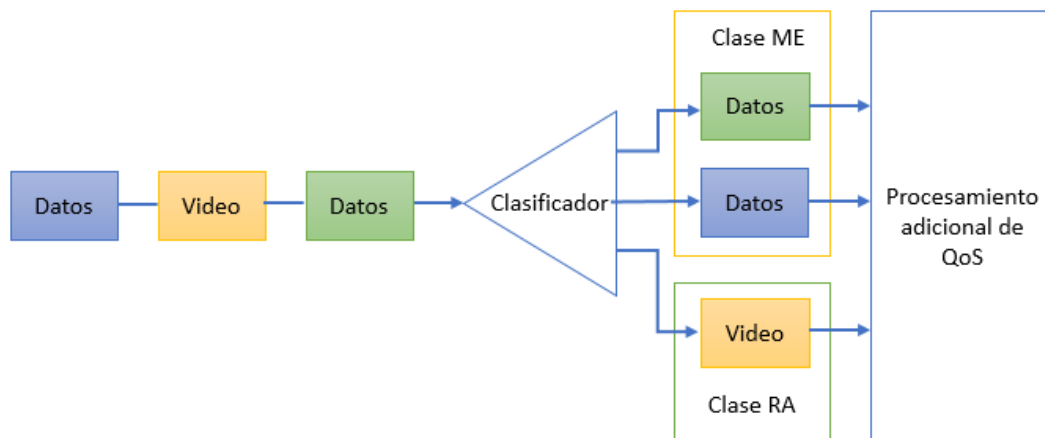 Datos
Video
Datos
Clasificador
Clase ME
Datos
Datos
Video
Clase RA
Procesamiento
adicional de
QoS